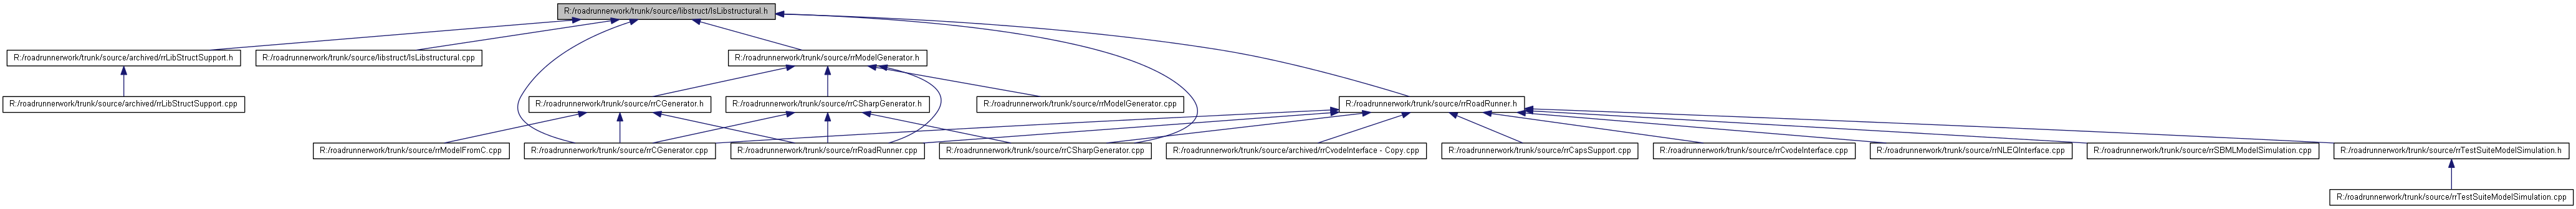 R:/roadrunnerwork/trunk/source/libstruct/lsLibstructural.h
R:/roadrunnerwork/trunk/source/archived/rrLibStructSupport.h
R:/roadrunnerwork/trunk/source/libstruct/lsLibstructural.cpp
R:/roadrunnerwork/trunk/source/rrModelGenerator.h
R:/roadrunnerwork/trunk/source/archived/rrLibStructSupport.cpp
R:/roadrunnerwork/trunk/source/rrCGenerator.h
R:/roadrunnerwork/trunk/source/rrCSharpGenerator.h
R:/roadrunnerwork/trunk/source/rrModelGenerator.cpp
R:/roadrunnerwork/trunk/source/rrRoadRunner.h
R:/roadrunnerwork/trunk/source/rrModelFromC.cpp
R:/roadrunnerwork/trunk/source/rrCGenerator.cpp
R:/roadrunnerwork/trunk/source/rrRoadRunner.cpp
R:/roadrunnerwork/trunk/source/rrCSharpGenerator.cpp
R:/roadrunnerwork/trunk/source/archived/rrCvodeInterface - Copy.cpp
R:/roadrunnerwork/trunk/source/rrCapsSupport.cpp
R:/roadrunnerwork/trunk/source/rrCvodeInterface.cpp
R:/roadrunnerwork/trunk/source/rrNLEQInterface.cpp
R:/roadrunnerwork/trunk/source/rrSBMLModelSimulation.cpp
R:/roadrunnerwork/trunk/source/rrTestSuiteModelSimulation.h
R:/roadrunnerwork/trunk/source/rrTestSuiteModelSimulation.cpp